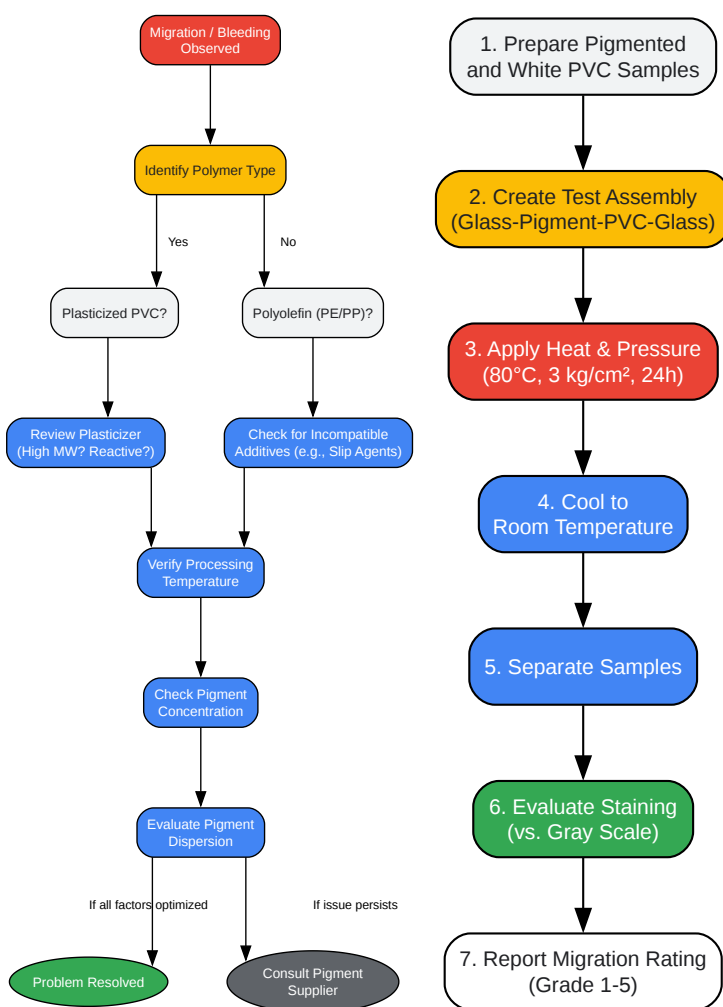 Migration / Bleeding
Observed
Identify Polymer Type
Yes
No
Plasticized PVC?
Polyolefin (PE/PP)?
Review Plasticizer
(High MW? Reactive?)
Check for Incompatible
Additives (e.g., Slip Agents)
Verify Processing
Temperature
Check Pigment
Concentration
Evaluate Pigment
Dispersion
If all factors optimized
If issue persists
Problem Resolved
Consult Pigment
Supplier
1. Prepare Pigmented
and White PVC Samples
2. Create Test Assembly
(Glass-Pigment-PVC-Glass)
3. Apply Heat & Pressure
(80°C, 3 kg/cm², 24h)
4. Cool to
Room Temperature
5. Separate Samples
6. Evaluate Staining
(vs. Gray Scale)
7. Report Migration Rating
(Grade 1-5)